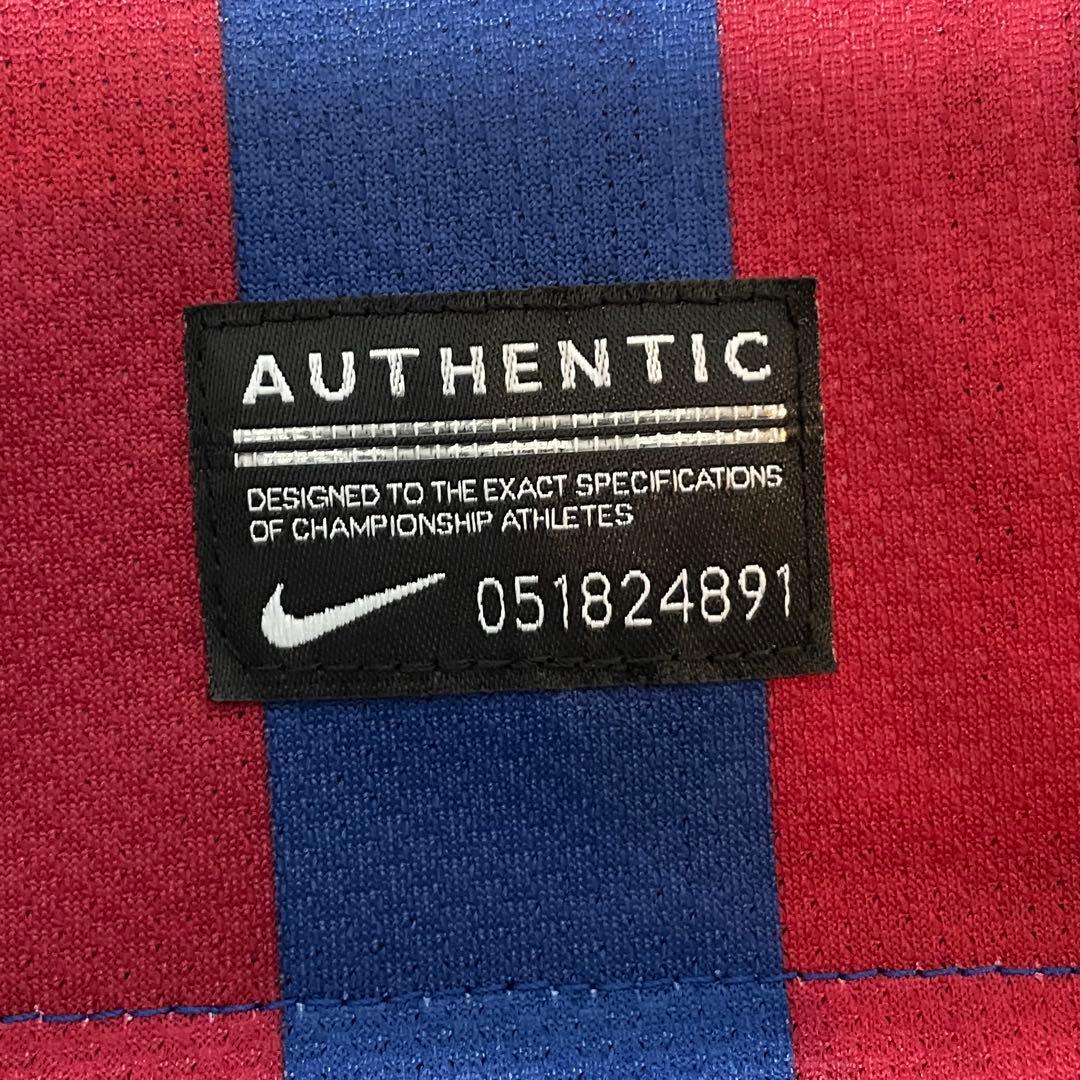 AUTHENTIC
DESIGNED TO THE EXACT SPECIFICATIONS
OF CHAMPIONSHIP ATHLETES
051824891